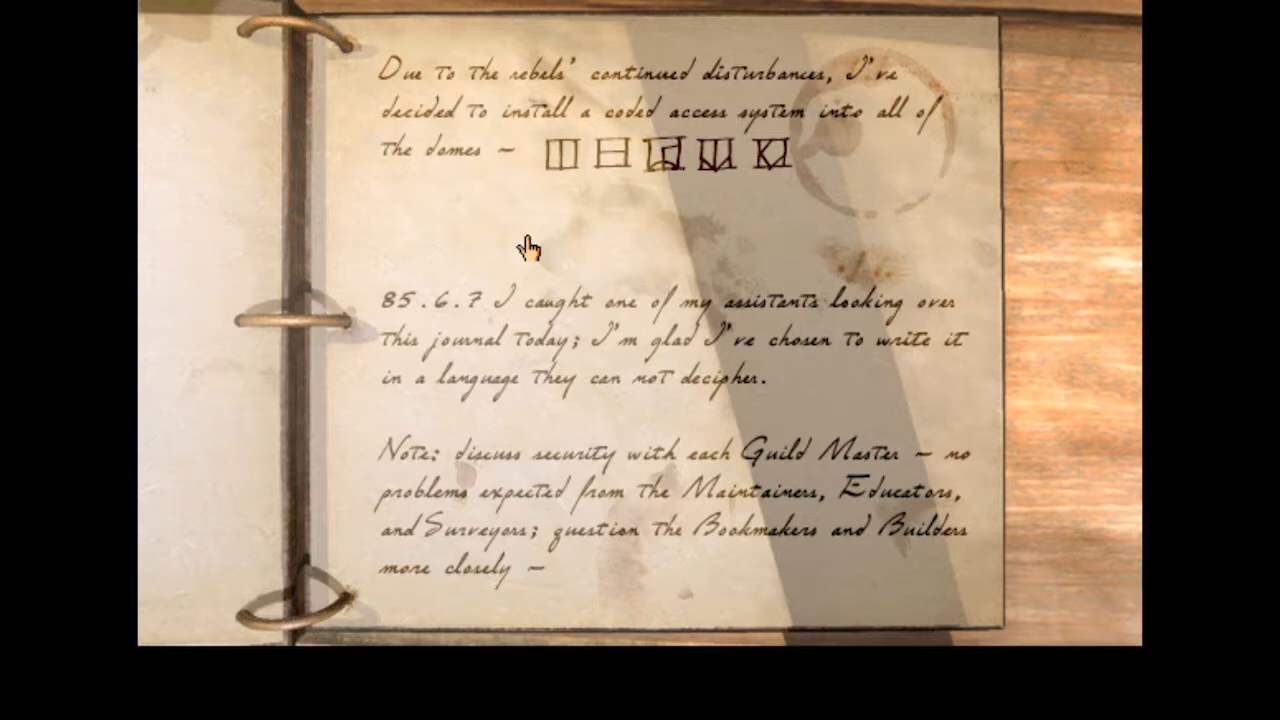 Due to the rebels' continued disturbances, I've
decided to install a coded access system into all of
the domes –
85.6.7 I caught one of my assistants looking over
this journal today; I'm glad I've chosen to write it
in a language they can not decipher.
Note: discuss security with each Guild Master – no
problems expected from the Maintainers, Educators,
and Surveyors; question the Bookmakers and Builders
more closely –